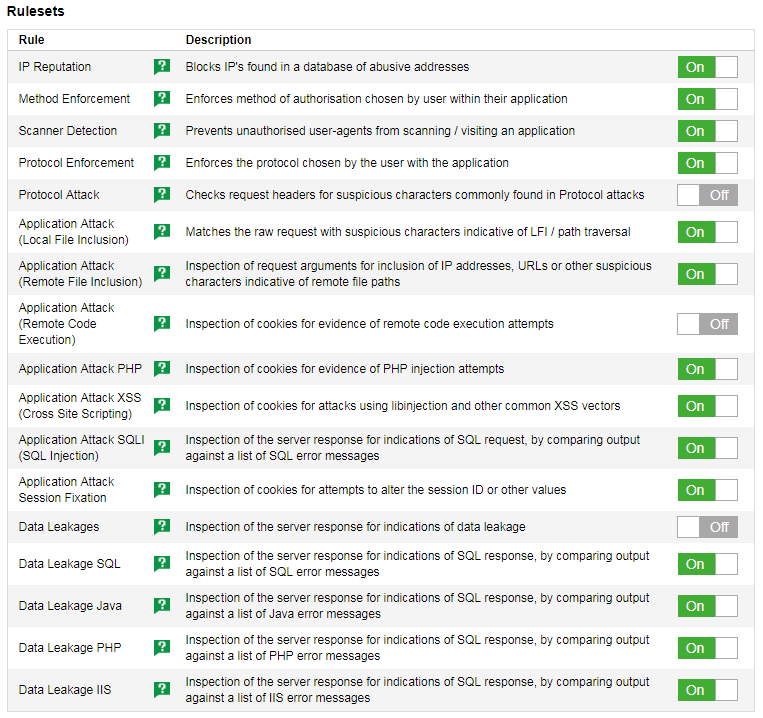 Rulesets
Rule Description
IP Reputation ? Blocks IP's found in a database of abusive addresses On
Method Enforcement ? Enforces method of authorisation chosen by user within their application On
Scanner Detection ? Prevents unauthorised user-agents from scanning / visiting an application On
Protocol Enforcement ? Enforces the protocol chosen by the user with the application On
Protocol Attack ? Checks request headers for suspicious characters commonly found in Protocol attacks Off
Application Attack
(Local File Inclusion) ? Matches the raw request with suspicious characters indicative of LFI / path traversal On
Application Attack ? Inspection of request arguments for inclusion of IP addresses, URLs or other suspicious On
(Remote File Inclusion) characters indicative of remote file paths
Application Attack
(Remote Code ? Inspection of cookies for evidence of remote code execution attempts Off
Execution)
Application Attack PHP ? Inspection of cookies for evidence of PHP injection attempts On
Application Attack XSS
(Cross Site Scripting) ? Inspection of cookies for attacks using libinjection and other common XSS vectors On
Application Attack SQLI ? Inspection of the server response for indications of SQL request, by comparing output On
(SQL Injection) against a list of SQL error messages
Application Attack
Session Fixation ? Inspection of cookies for attempts to alter the session ID or other values On
Data Leakages ? Inspection of the server response for indications of data leakage Off
Data Leakage SQL ? Inspection of the server response for indications of SQL response, by comparing output On
against a list of SQL error messages
Data Leakage Java ? Inspection of the server response for indications of SQL response, by comparing output On
against a list of Java error messages
Data Leakage PHP ? Inspection of the server response for indications of SQL response, by comparing output On
against a list of PHP error messages
Data Leakage IIS ? Inspection of the server response for indications of SQL response, by comparing output On
against a list of IIS error messages